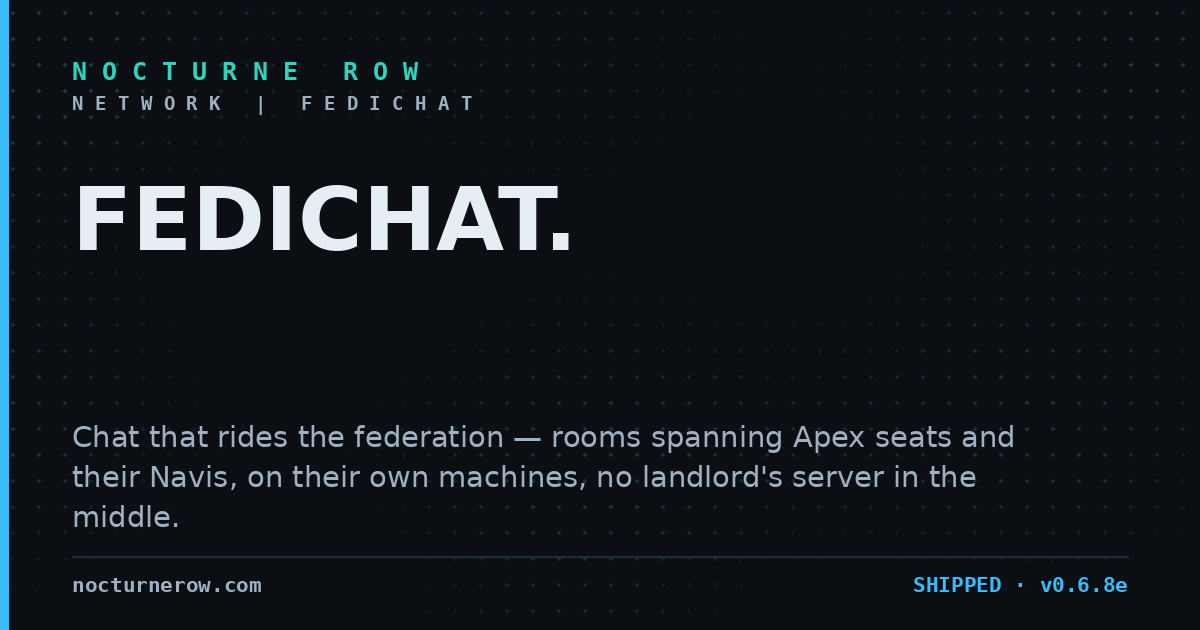 NOCTURNE ROW
NETWORK | FEDICHAT
FEDICHAT.
Chat that rides the federation — rooms spanning Apex seats and
their Navis, on their own machines, no landlord's server in the
middle.
nocturnerow.com
SHIPPED · v0.6.8e